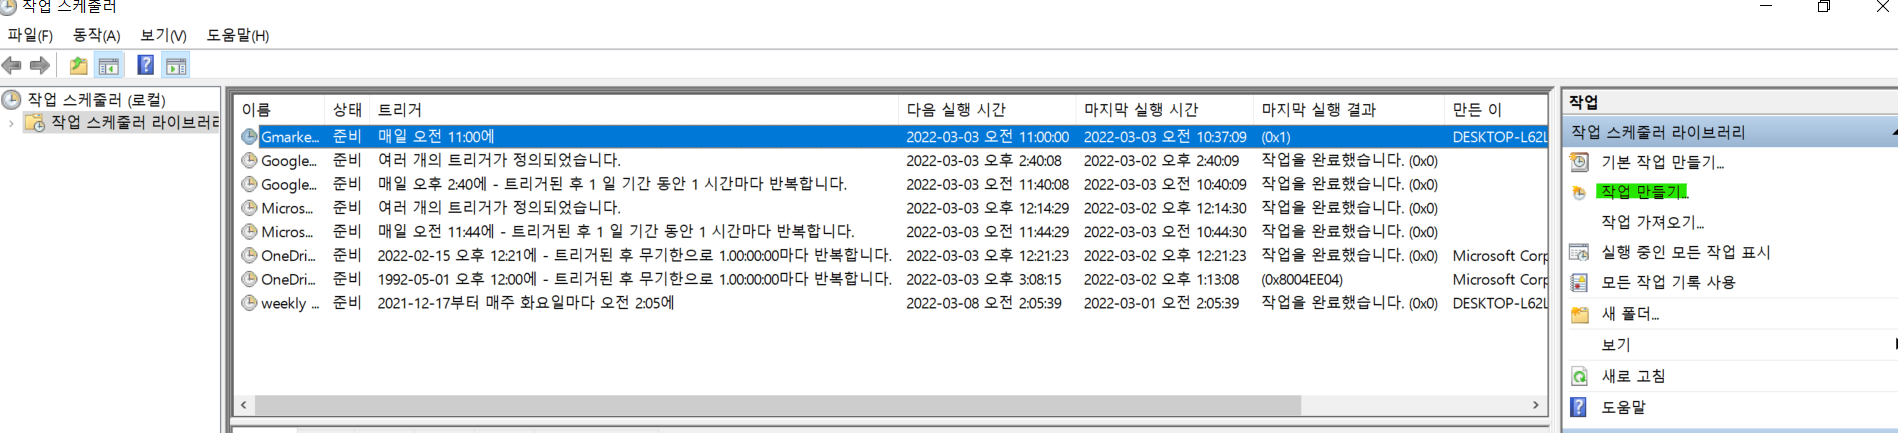 작업 스케줄러
파일(F) 동작(A) 보기(V) 도움말(H)
작업 스케줄러 (로컬)
작업 스케줄러 라이브러리
이름 상태 트리거 다음 실행 시간 마지막 실행 시간 마지막 실행 결과 만든 이
Gmarke... 준비 매일 오전 11:00에 2022-03-03 오전 11:00:00 2022-03-03 오전 10:37:09 (0x1) DESKTOP-L62L
Google... 준비 여러 개의 트리거가 정의되었습니다. 2022-03-03 오후 2:40:08 2022-03-02 오후 2:40:09 작업을 완료했습니다. (0x0)
Google... 준비 매일 오후 2:40에 - 트리거된 후 1 일 기간 동안 1 시간마다 반복합니다. 2022-03-03 오전 11:40:08 2022-03-03 오전 10:40:09 작업을 완료했습니다. (0x0)
Micros... 준비 여러 개의 트리거가 정의되었습니다. 2022-03-03 오후 12:14:29 2022-03-02 오후 12:14:30 작업을 완료했습니다. (0x0)
Micros... 준비 매일 오전 11:44에 - 트리거된 후 1 일 기간 동안 1 시간마다 반복합니다. 2022-03-03 오전 11:44:29 2022-03-03 오전 10:44:30 작업을 완료했습니다. (0x0)
OneDri... 준비 2022-02-15 오후 12:21에 - 트리거된 후 무기한으로 1.00:00:00마다 반복합니다. 2022-03-03 오후 12:21:23 2022-03-02 오후 12:21:23 작업을 완료했습니다. (0x0) Microsoft Corp
OneDri... 준비 1992-05-01 오후 12:00에 - 트리거된 후 무기한으로 1.00:00:00마다 반복합니다. 2022-03-03 오후 3:08:15 2022-03-02 오후 1:13:08 (0x8004EE04) Microsoft Corp
weekly ... 준비 2021-12-17부터 매주 화요일마다 오전 2:05에 2022-03-08 오전 2:05:39 2022-03-01 오전 2:05:39 작업을 완료했습니다. (0x0) DESKTOP-L62L
작업
작업 스케줄러 라이브러리
기본 작업 만들기...
작업 만들기...
작업 가져오기...
실행 중인 모든 작업 표시
모든 작업 기록 사용
새 폴더...
보기
새로 고침
도움말